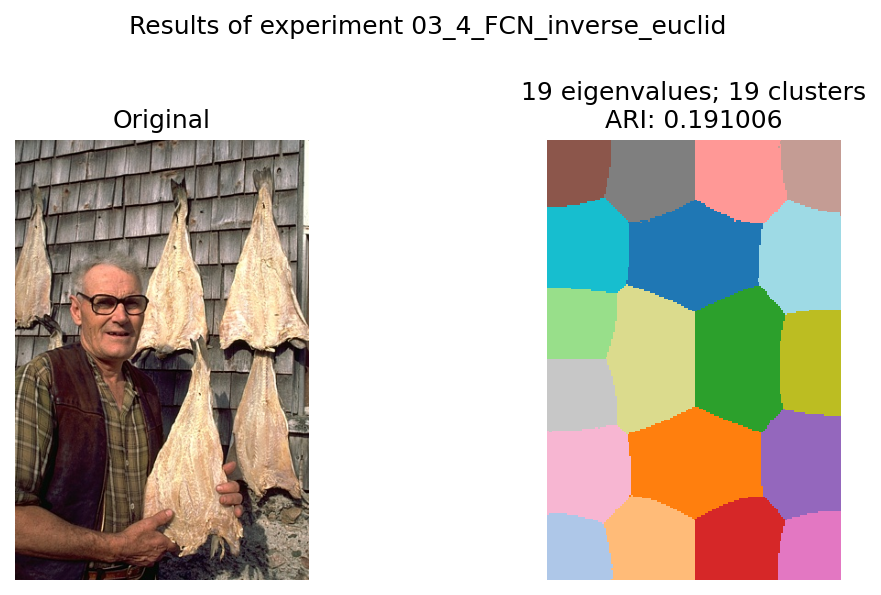 Results of experiment 03_4_FCN_inverse_euclid
Original
19 eigenvalues; 19 clusters
ARI: 0.191006